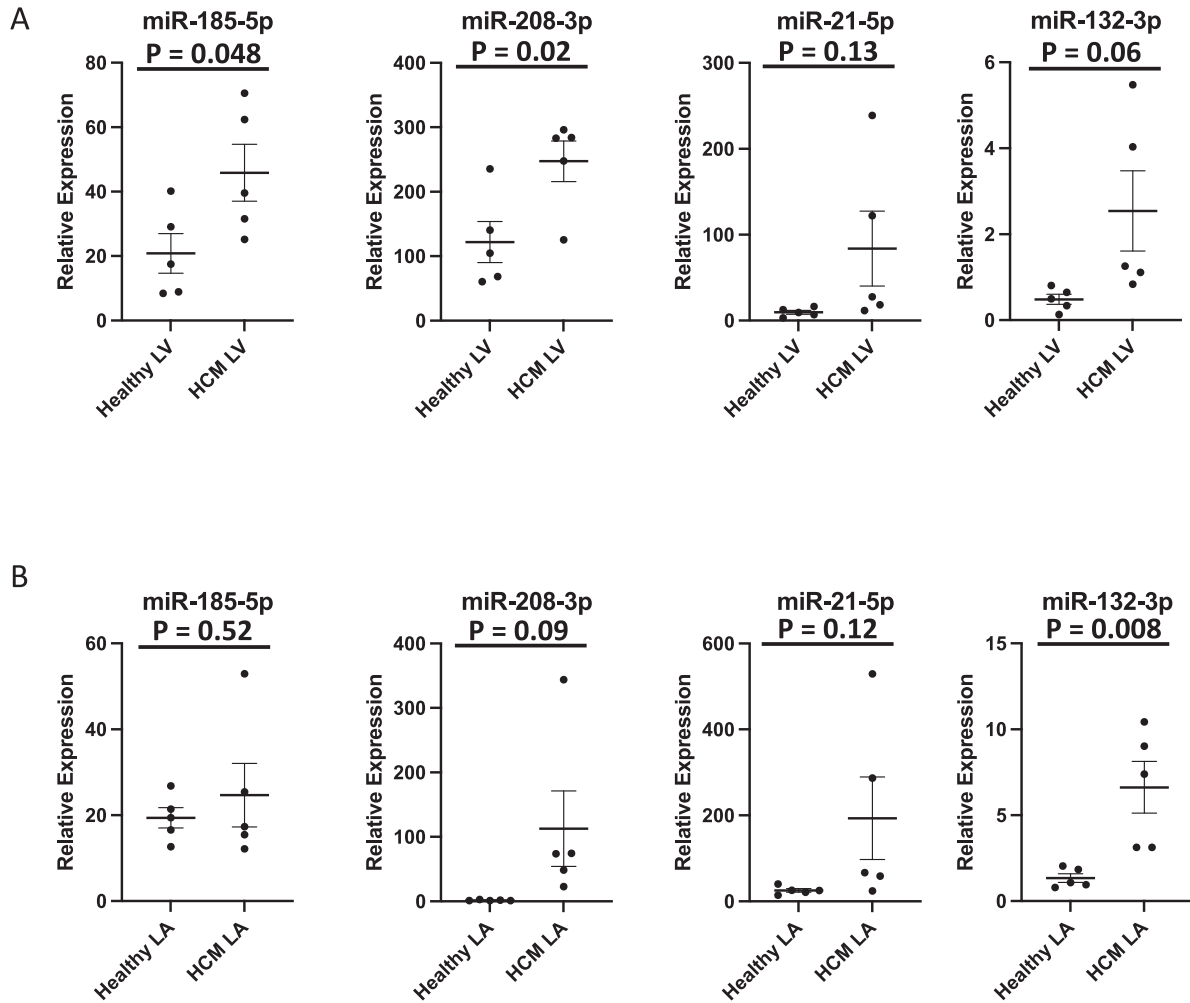 A
miR-185-5p
P = 0.048
Relative Expression
80
60
40
20
0
Healthy LV
HCM LV
miR-208-3p
P = 0.02
Relative Expression
400
300
200
100
0
Healthy LV
HCM LV
miR-21-5p
P = 0.13
Relative Expression
300
200
100
0
Healthy LV
HCM LV
miR-132-3p
P = 0.06
Relative Expression
6
4
2
0
Healthy LV
HCM LV
B
miR-185-5p
P = 0.52
Relative Expression
60
40
20
0
Healthy LA
HCM LA
miR-208-3p
P = 0.09
Relative Expression
400
300
200
100
0
Healthy LA
HCM LA
miR-21-5p
P = 0.12
Relative Expression
600
400
200
0
Healthy LA
HCM LA
miR-132-3p
P = 0.008
Relative Expression
15
10
5
0
Healthy LA
HCM LA